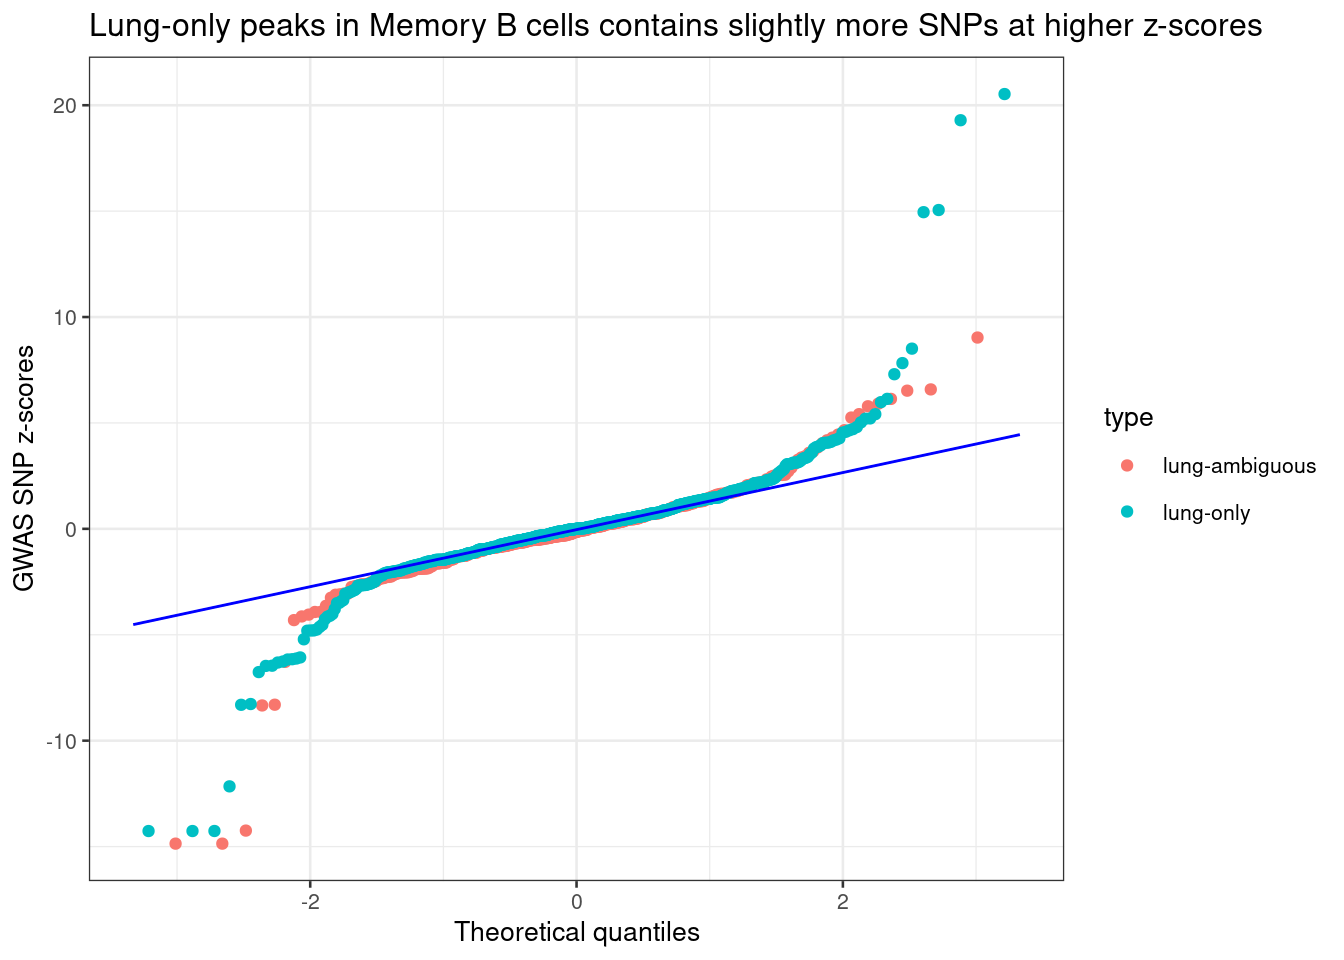 Lung-only peaks in Memory B cells contains slightly more SNPs at higher z-scores
20
10
0
-10
GWAS SNP z-scores
-2
0
2
Theoretical quantiles
type
lung-ambiguous
lung-only